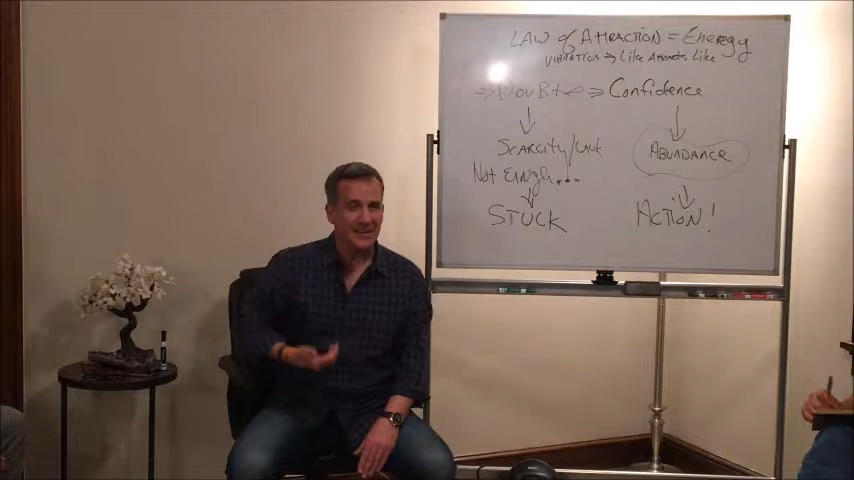 LAW of ATTRACTION = Energy
VIBRATION => Like Attracts Like
=> Doubt <= => Confidence
SCARCITY/LACK
ABUNDANCE
Not Enough...
STUCK
ACTION!